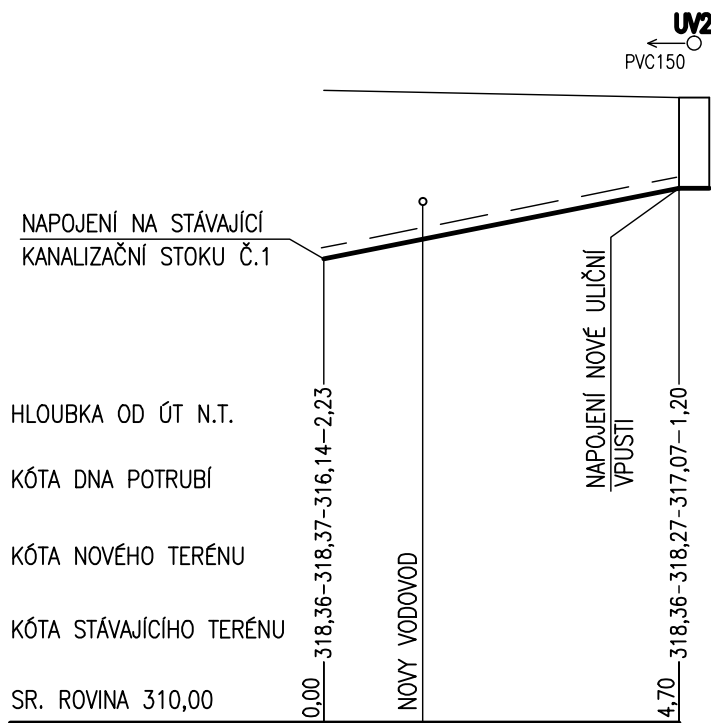 UV2
PVC150
NAPOJENÍ NA STÁVAJÍCÍ
KANALIZAČNÍ STOKU Č.1
NAPOJENÍ NOVÉ ULIČNÍ
VPUSTI
HLOUBKA OD ÚT N.T.
KÓTA DNA POTRUBÍ
KÓTA NOVÉHO TERÉNU
KÓTA STÁVAJÍCÍHO TERÉNU
SR. ROVINA 310,00
0,00
318,36-318,37-316,14-2,23
NOVY VODOVOD
4,70
318,36-318,27-317,07-1,20